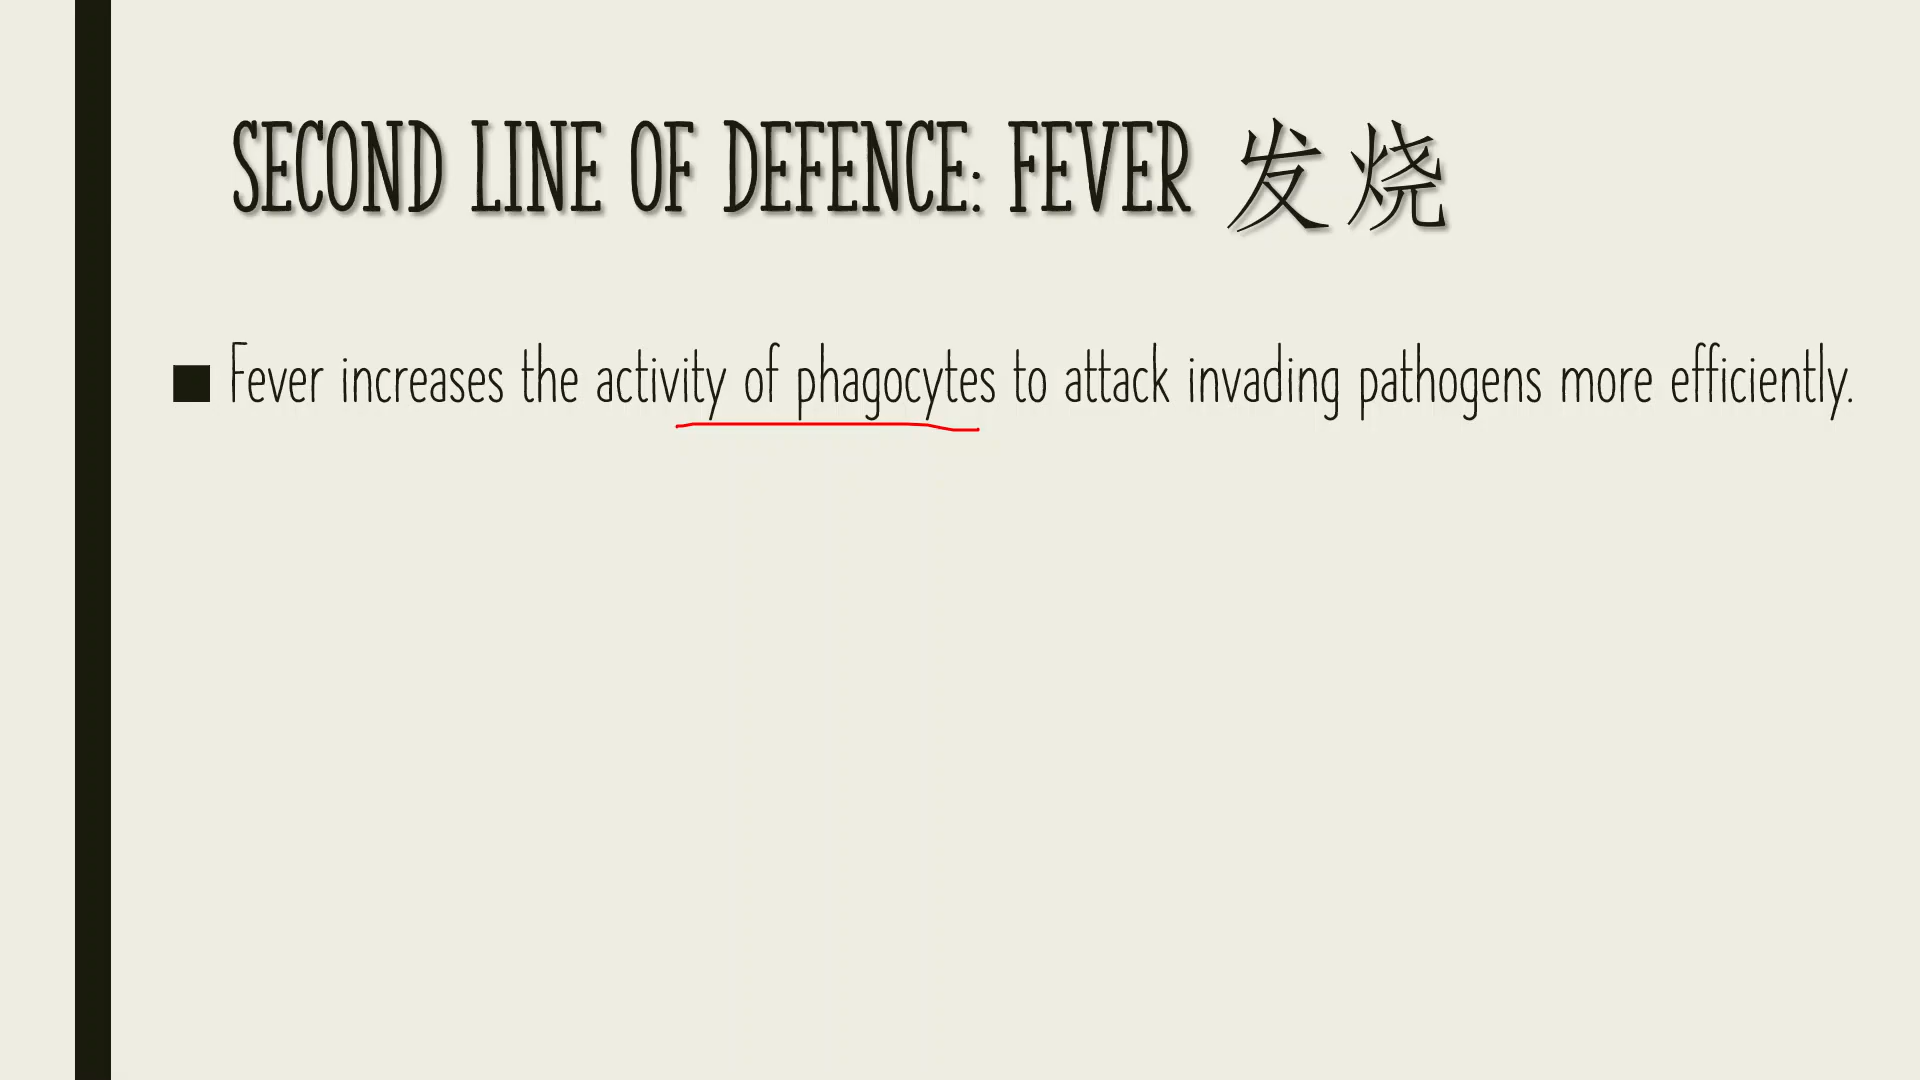 SECOND LINE OF DEFENCE: FEVER 发烧
Fever increases the activity of phagocytes to attack invading pathogens more efficiently.